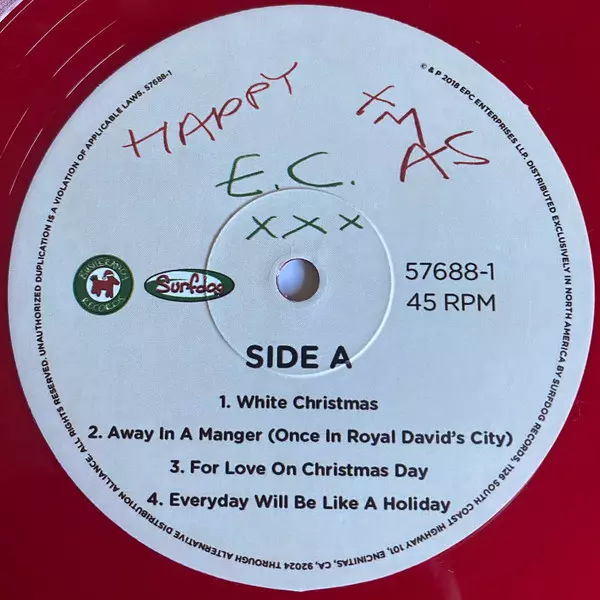 HAPPY XMAS
E.C.
xxx
BUSHBRANCH RECORDS
Surfdog
57688-1
45 RPM
SIDE A
1. White Christmas
2. Away In A Manger (Once In Royal David's City)
3. For Love On Christmas Day
4. Everyday Will Be Like A Holiday
© & P 2018 EPC ENTERPRISES LLP. DISTRIBUTED EXCLUSIVELY IN NORTH AMERICA BY SURFDOG RECORDS, 1126 SOUTH COAST HIGHWAY 101, ENCINITAS, CA, 92024 THROUGH ALTERNATIVE DISTRIBUTION ALLIANCE. ALL RIGHTS RESERVED. UNAUTHORIZED DUPLICATION IS A VIOLATION OF APPLICABLE LAWS. 57688-1